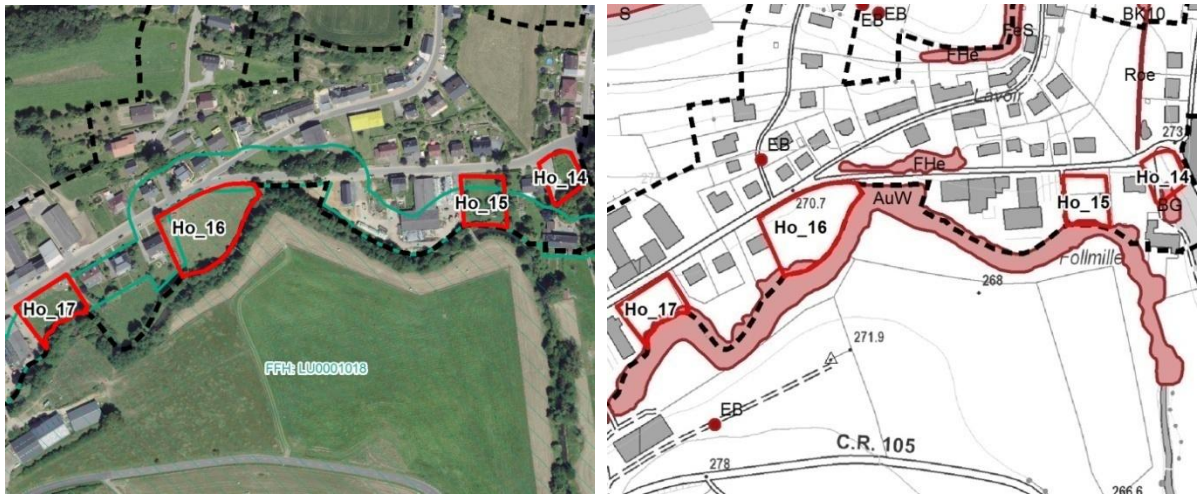 Ho_14
Ho_15
Ho_16
Ho_17
FFH: LU0001018
S
EB
EB
FeS
BK10
FHe
Lavoir
Roe
EB
273
FHe
Ho_14
270.7
AuW
Ho_15
BG
Ho_16
Follmille
268
Ho_17
271.9
EB
C.R. 105
278
266.6